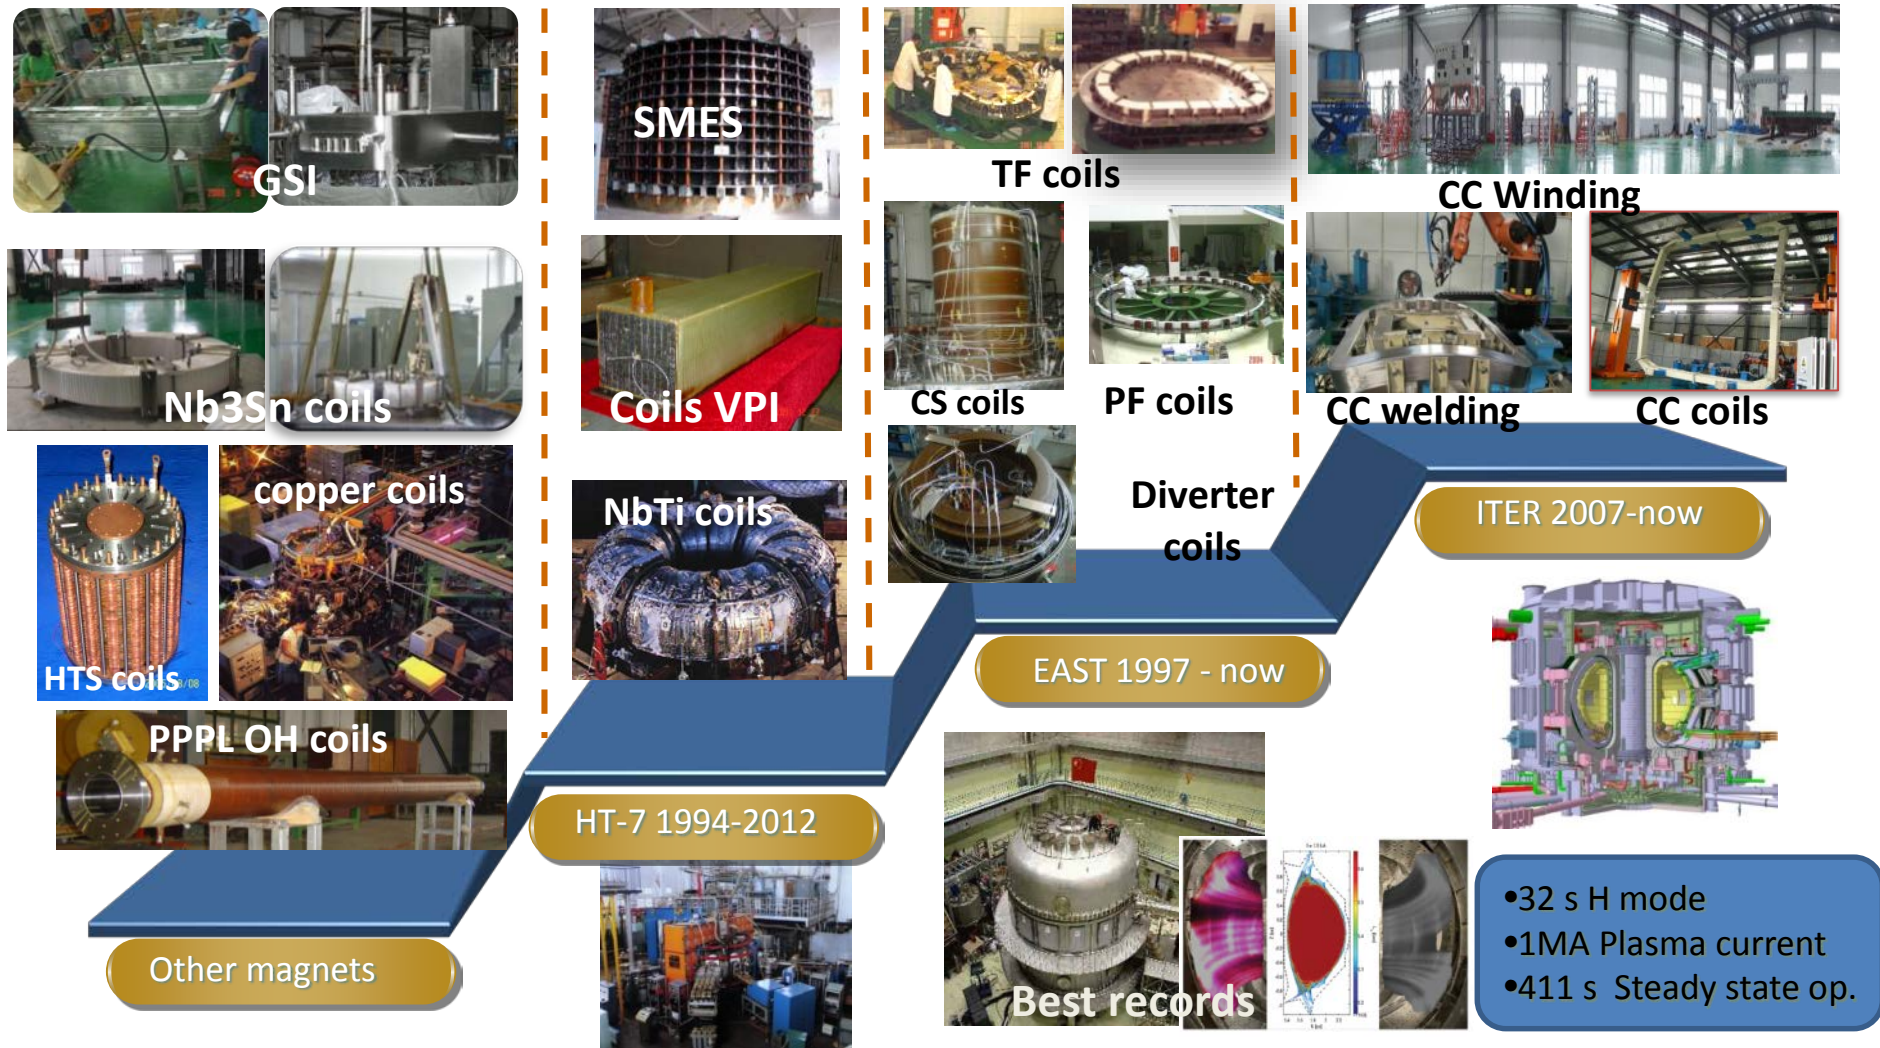 GSI
SMES
TF coils
CC Winding
Nb3Sn coils
Coils VPI
CS coils
PF coils
CC welding
CC coils
HTS coils
copper coils
NbTi coils
Diverter
coils
ITER 2007-now
PPPL OH coils
EAST 1997 - now
HT-7 1994-2012
Other magnets
Best records
•32 s H mode
•1MA Plasma current
•411 s Steady state op.